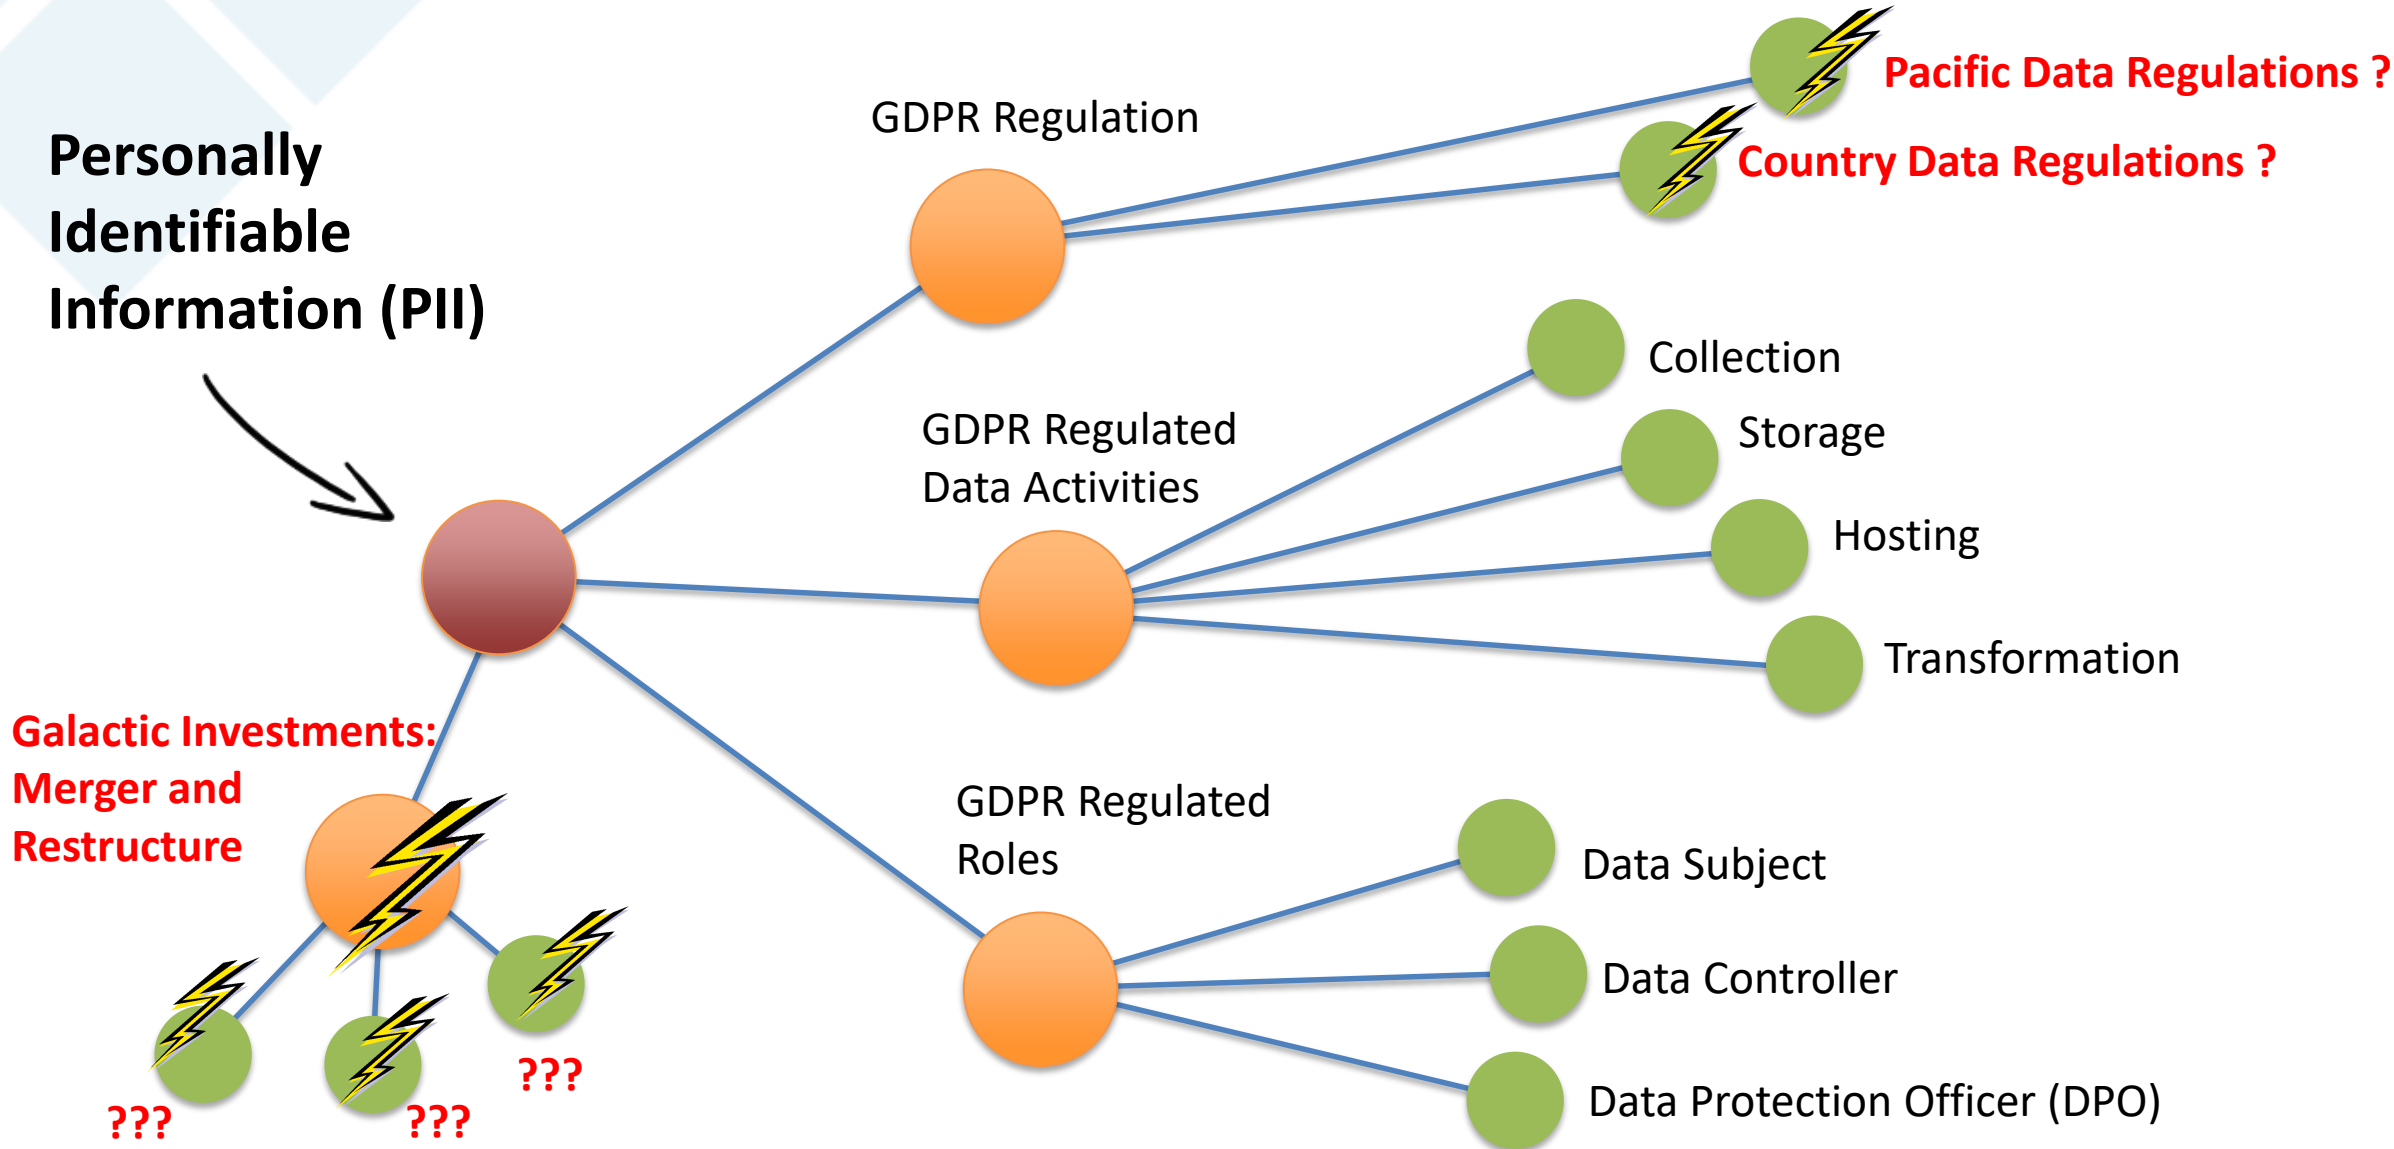 Personally
Identifiable
Information (PII)
GDPR Regulation
Pacific Data Regulations ?
Country Data Regulations ?
GDPR Regulated
Data Activities
Collection
Storage
Hosting
Transformation
Galactic Investments:
Merger and
Restructure
???
???
???
GDPR Regulated
Roles
Data Subject
Data Controller
Data Protection Officer (DPO)